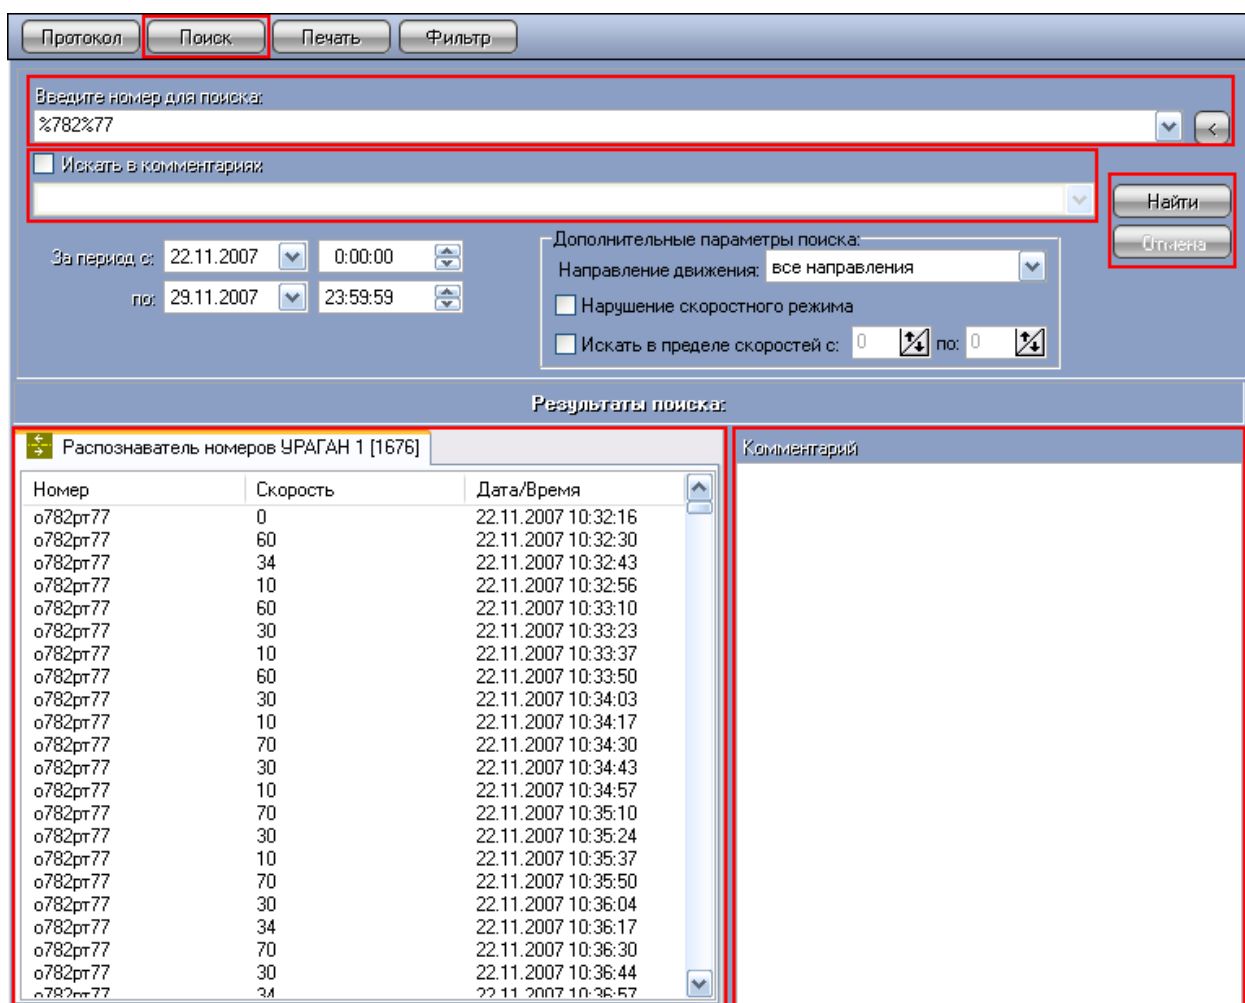 Протокол Поиск Печать Фильтр
Введите номер для поиска:
%782%77
<
Искать в комментариях
Найти
Отмена
За период с: 22.11.2007 0:00:00
по: 29.11.2007 23:59:59
Дополнительные параметры поиска:
Направление движения: все направления
Нарушение скоростного режима
Искать в пределе скоростей с: 0 по: 0
Результаты поиска:
Распознаватель номеров УРАГАН 1 [1676]
Комментарий
Номер Скорость Дата/Время
о782рт77 0 22.11.2007 10:32:16
о782рт77 60 22.11.2007 10:32:30
о782рт77 34 22.11.2007 10:32:43
о782рт77 10 22.11.2007 10:32:56
о782рт77 60 22.11.2007 10:33:10
о782рт77 30 22.11.2007 10:33:23
о782рт77 10 22.11.2007 10:33:37
о782рт77 60 22.11.2007 10:33:50
о782рт77 30 22.11.2007 10:34:03
о782рт77 10 22.11.2007 10:34:17
о782рт77 70 22.11.2007 10:34:30
о782рт77 30 22.11.2007 10:34:43
о782рт77 10 22.11.2007 10:34:57
о782рт77 70 22.11.2007 10:35:10
о782рт77 30 22.11.2007 10:35:24
о782рт77 10 22.11.2007 10:35:37
о782рт77 70 22.11.2007 10:35:50
о782рт77 30 22.11.2007 10:36:04
о782рт77 34 22.11.2007 10:36:17
о782рт77 70 22.11.2007 10:36:30
о782рт77 30 22.11.2007 10:36:44
о782рт77 34 22.11.2007 10:36:57